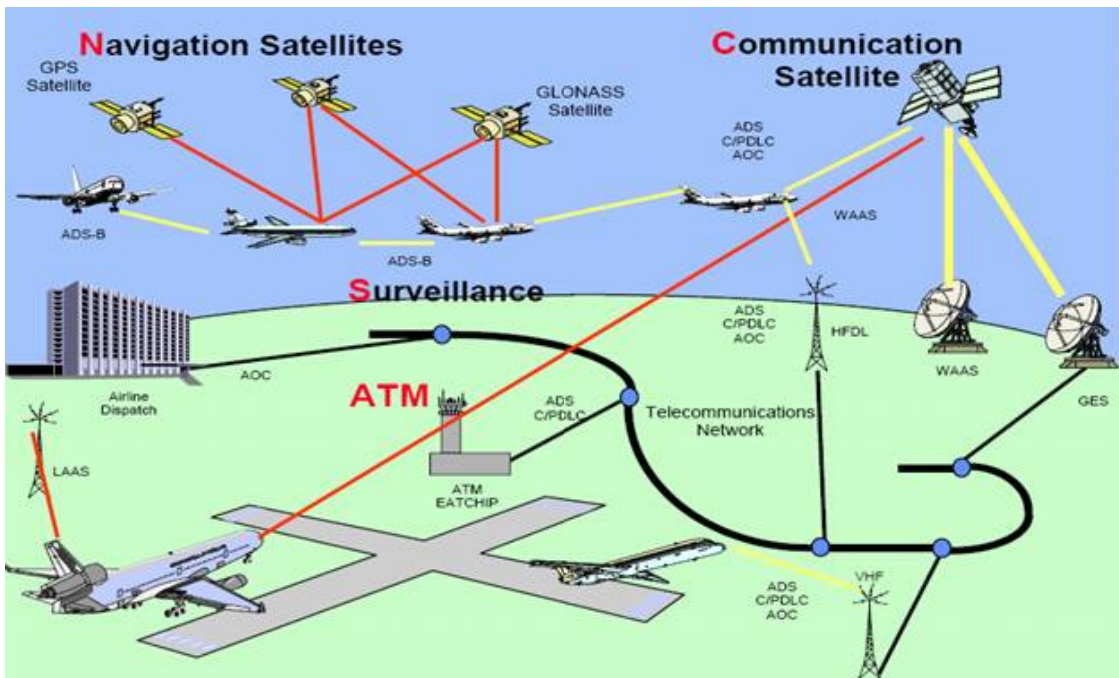 Navigation Satellites
Communication
Satellite
GPS
Satellite
GLONASS
Satellite
ADS
C/PDLC
AOC
ADS-B
ADS-B
WAAS
Surveillance
ADS
C/PDLC
AOC
HFDL
WAAS
GES
Airline
Dispatch
AOC
ATM
ADS
C/PDLC
Telecommunications
Network
LAAS
ATM
EATCHIP
ADS
C/PDLC
AOC
VHF